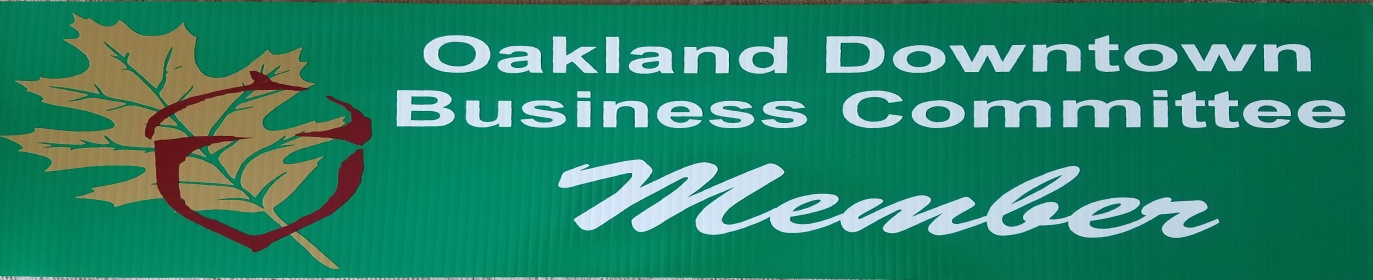 Oakland Downtown
Business Committee
Member